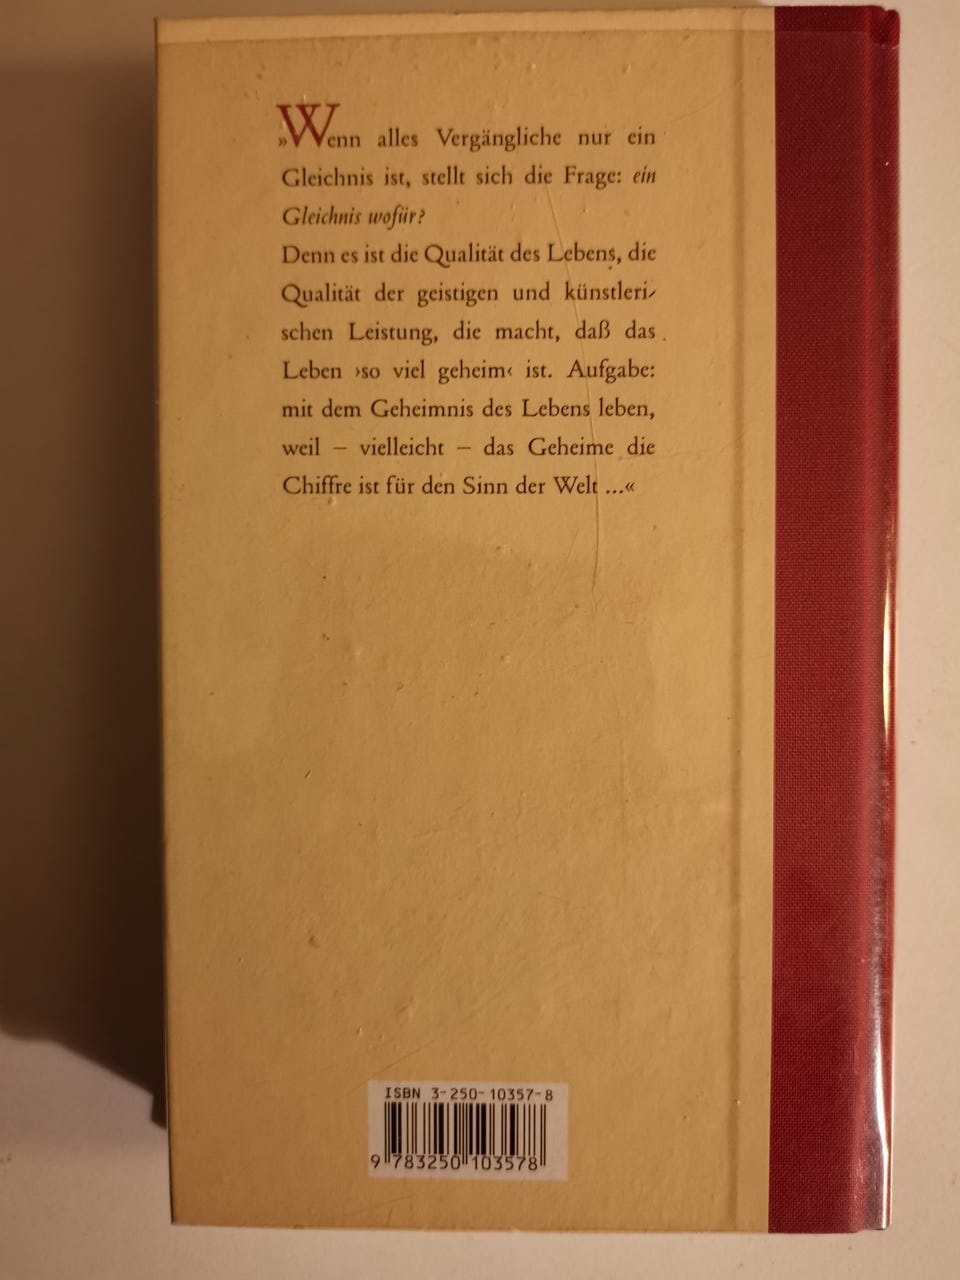 »Wenn alles Vergängliche nur ein
Gleichnis ist, stellt sich die Frage: ein
Gleichnis wofür?
Denn es ist die Qualität des Lebens, die
Qualität der geistigen und künstleri-
schen Leistung, die macht, daß das
Leben ›so viel geheim‹ ist. Aufgabe:
mit dem Geheimnis des Lebens leben,
weil – vielleicht – das Geheime die
Chiffre ist für den Sinn der Welt ...«
ISBN 3-250-10357-8
9 783250 103578